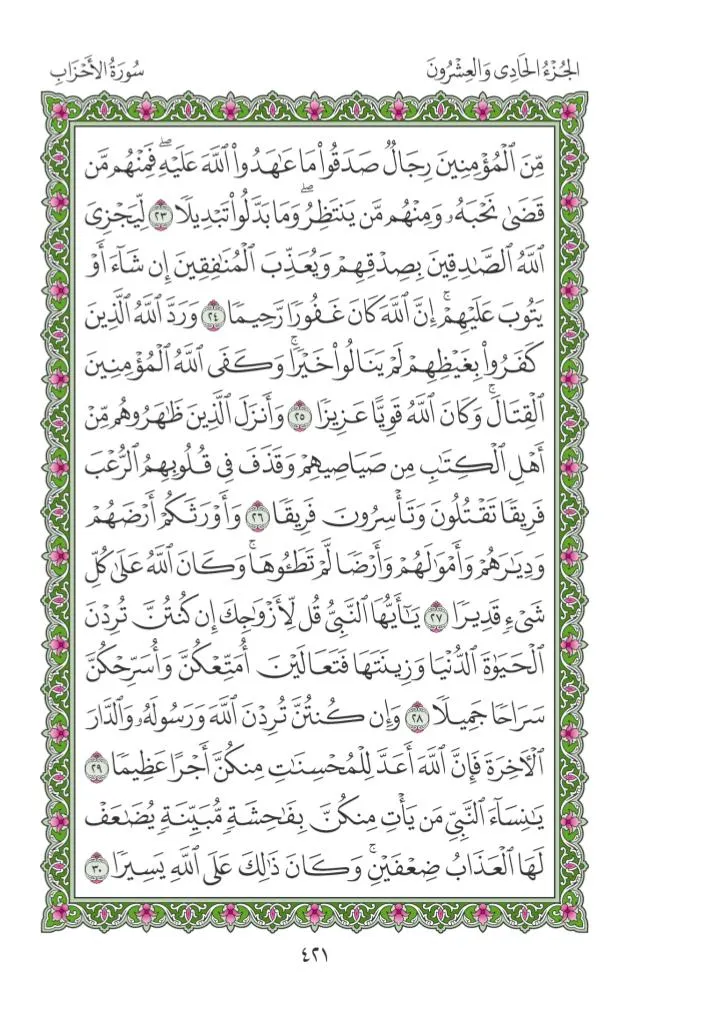 الجُزْءُ الحَادِى وَالعِشْرُونَ
سُورَةُ الأَحْزَابِ
مِّنَ ٱلْمُؤْمِنِينَ رِجَالٌ صَدَقُوا۟ مَا عَـٰهَدُوا۟ ٱللَّهَ عَلَيْهِ ۖ فَمِنْهُم مَّن
قَضَىٰ نَحْبَهُۥ وَمِنْهُم مَّن يَنتَظِرُ ۖ وَمَا بَدَّلُوا۟ تَبْدِيلًا ٢٣ لِّيَجْزِىَ
ٱللَّهُ ٱلصَّـٰدِقِينَ بِصِدْقِهِمْ وَيُعَذِّبَ ٱلْمُنَـٰفِقِينَ إِن شَآءَ أَوْ
يَتُوبَ عَلَيْهِمْ ۚ إِنَّ ٱللَّهَ كَانَ غَفُورًا رَّحِيمًا ٢٤ وَرَدَّ ٱللَّهُ ٱلَّذِينَ
كَفَرُوا۟ بِغَيْظِهِمْ لَمْ يَنَالُوا۟ خَيْرًا ۚ وَكَفَى ٱللَّهُ ٱلْمُؤْمِنِينَ
ٱلْقِتَالَ ۚ وَكَانَ ٱللَّهُ قَوِيًّا عَزِيزًا ٢٥ وَأَنزَلَ ٱلَّذِينَ ظَـٰهَرُوهُم مِّنْ
أَهْلِ ٱلْكِتَـٰبِ مِن صَيَاصِيهِمْ وَقَذَفَ فِى قُلُوبِهِمُ ٱلرُّعْبَ
فَرِيقًا تَقْتُلُونَ وَتَأْسِرُونَ فَرِيقًا ٢٦ وَأَوْرَثَكُمْ أَرْضَهُمْ
وَدِيَـٰرَهُمْ وَأَمْوَٰلَهُمْ وَأَرْضًا لَّمْ تَطَـُٔوهَا ۚ وَكَانَ ٱللَّهُ عَلَىٰ كُلِّ
شَىْءٍ قَدِيرًا ٢٧ يَـٰٓأَيُّهَا ٱلنَّبِىُّ قُل لِّأَزْوَٰجِكَ إِن كُنتُنَّ تُرِدْنَ
ٱلْحَيَوٰةَ ٱلدُّنْيَا وَزِينَتَهَا فَتَعَالَيْنَ أُمَتِّعْكُنَّ وَأُسَرِّحْكُنَّ
سَرَاحًا جَمِيلًا ٢٨ وَإِن كُنتُنَّ تُرِدْنَ ٱللَّهَ وَرَسُولَهُۥ وَٱلدَّارَ
ٱلْـَٔاخِرَةَ فَإِنَّ ٱللَّهَ أَعَدَّ لِلْمُحْسِنَـٰتِ مِنكُنَّ أَجْرًا عَظِيمًا ٢٩
يَـٰنِسَآءَ ٱلنَّبِىِّ مَن يَأْتِ مِنكُنَّ بِفَـٰحِشَةٍ مُّبَيِّنَةٍ يُضَـٰعَفْ
لَهَا ٱلْعَذَابُ ضِعْفَيْنِ ۚ وَكَانَ ذَٰلِكَ عَلَى ٱللَّهِ يَسِيرًا ٣٠
٤٢١